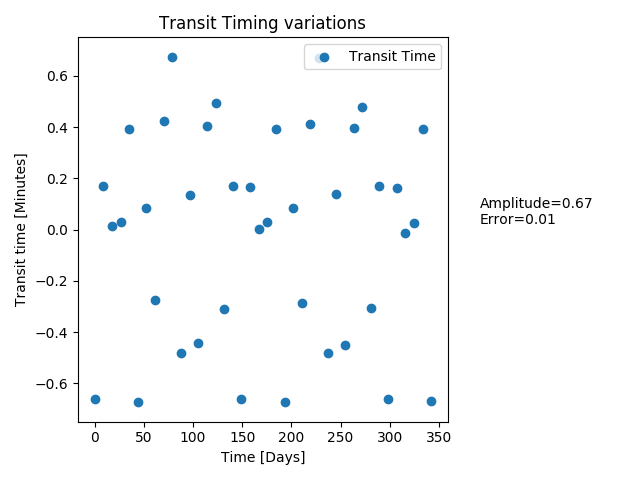 Transit Timing variations
Transit Time
Transit time [Minutes]
0.6
0.4
0.2
0.0
−0.2
−0.4
−0.6
0
50
100
150
200
250
300
350
Time [Days]
Amplitude=0.67
Error=0.01